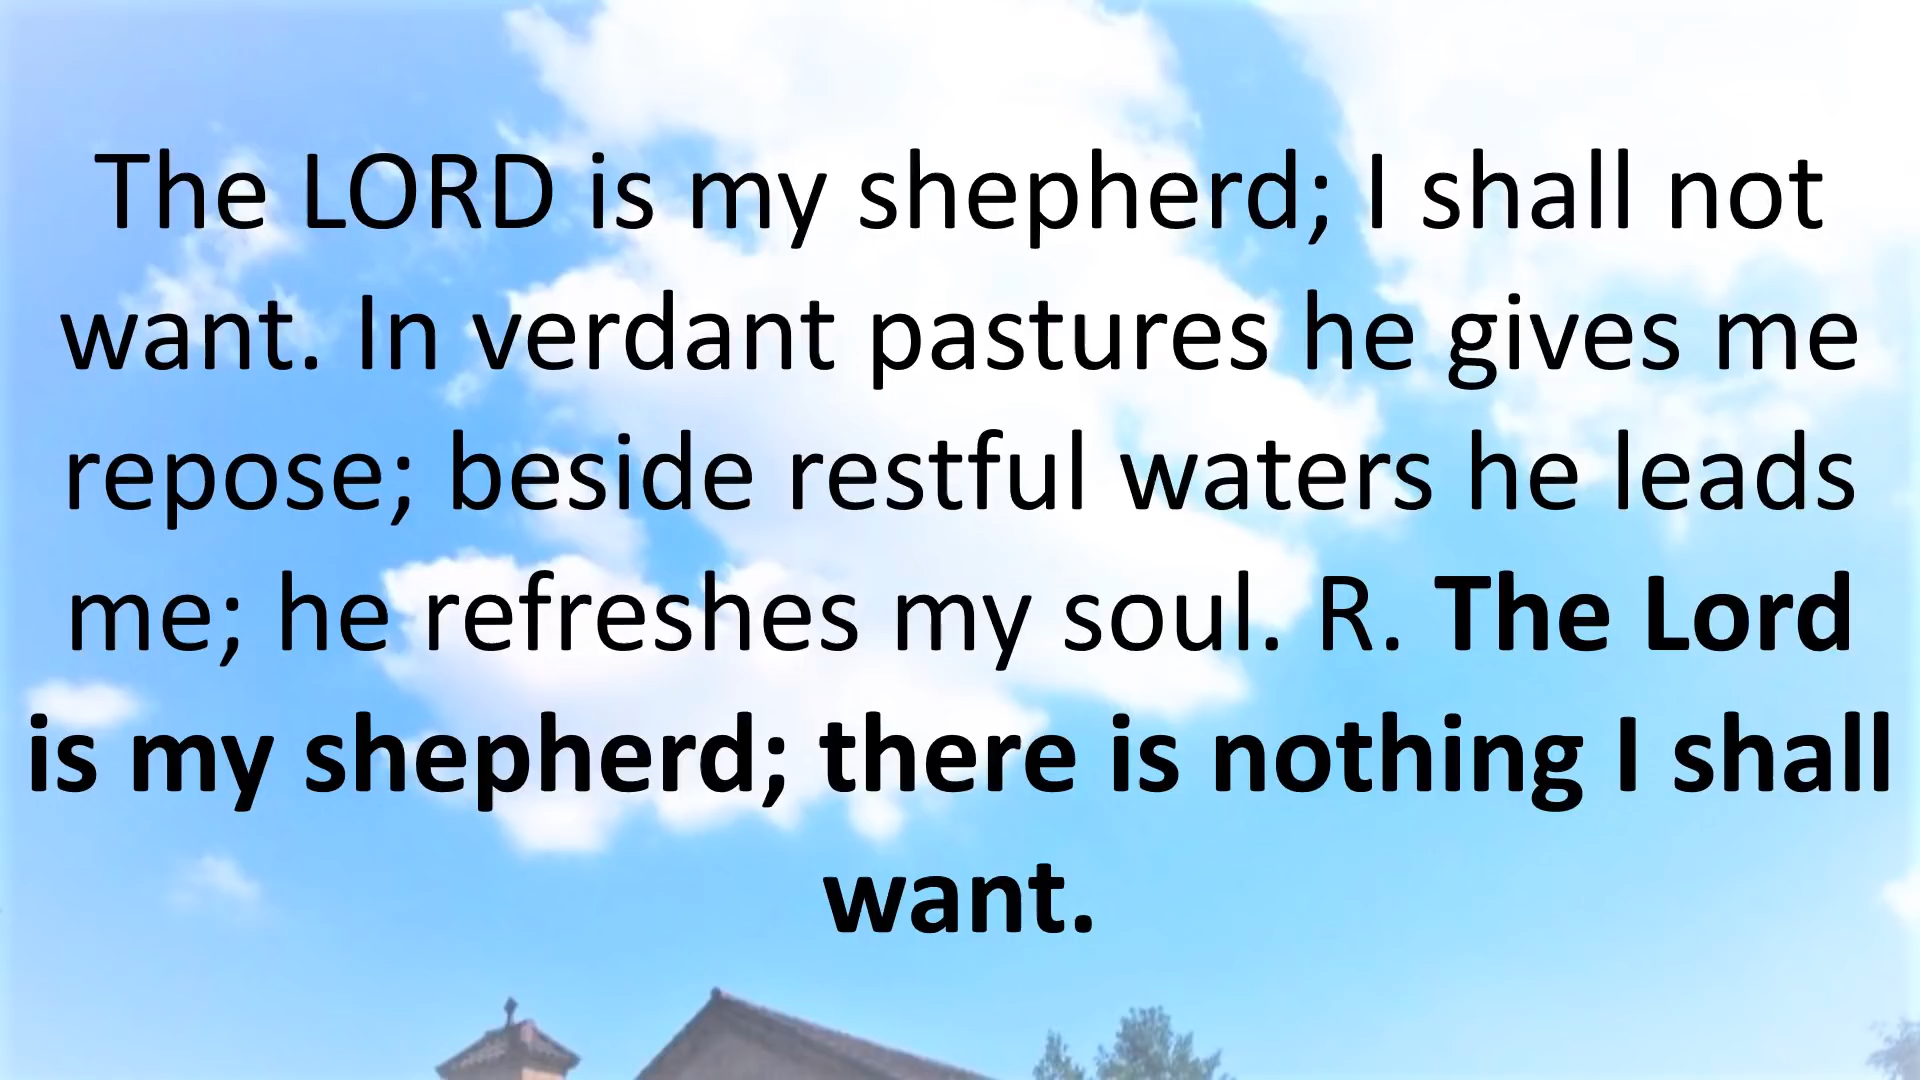 The LORD is my shepherd; I shall not
want. In verdant pastures he gives me
repose; beside restful waters he leads
me; he refreshes my soul. R. The Lord
is my shepherd; there is nothing I shall
want.